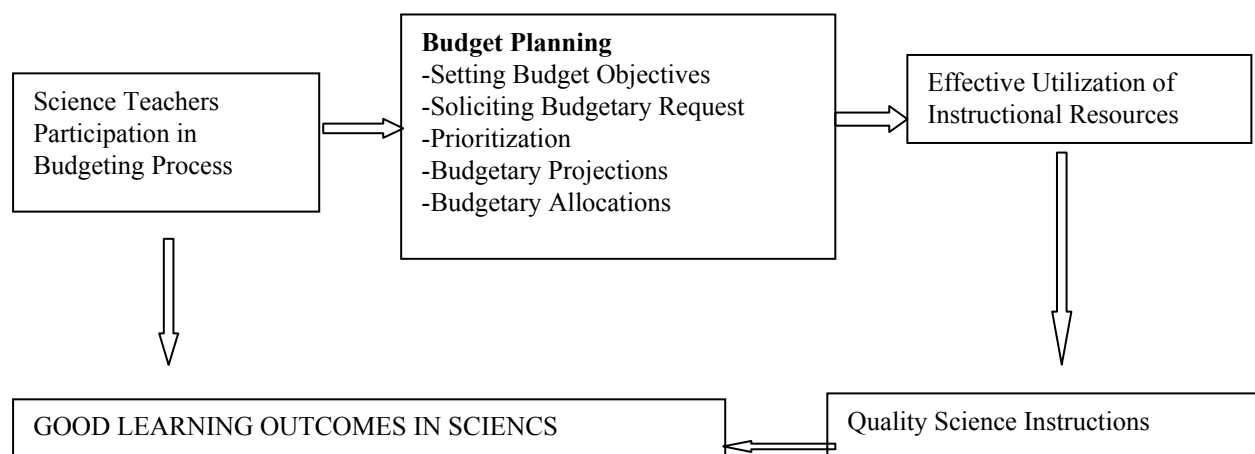 Science Teachers
Participation in
Budgeting Process
Budget Planning
-Setting Budget Objectives
-Soliciting Budgetary Request
-Prioritization
-Budgetary Projections
-Budgetary Allocations
Effective Utilization of
Instructional Resources
Quality Science Instructions
GOOD LEARNING OUTCOMES IN SCIENCS